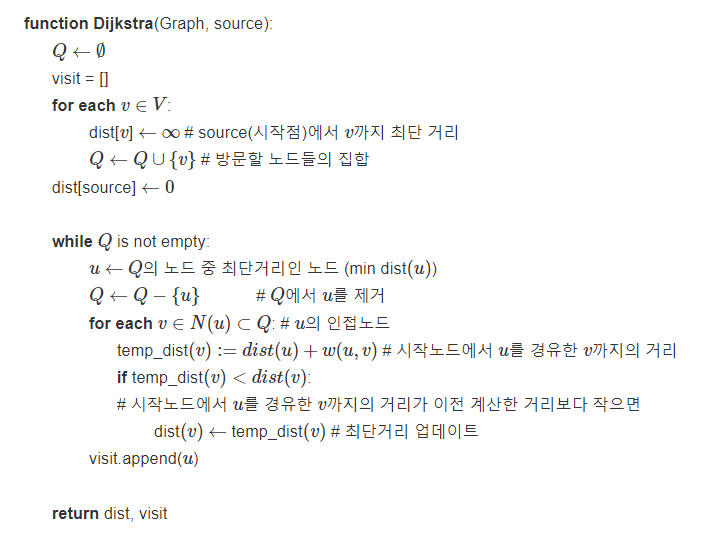 function Dijkstra(Graph, source):
Q ← ∅
visit = []
for each v ∈ V:
dist[v] ← ∞ # source(시작점)에서 v까지 최단 거리
Q ← Q ∪ {v} # 방문할 노드들의 집합
dist[source] ← 0
while Q is not empty:
u ← Q의 노드 중 최단거리인 노드 (min dist(u))
Q ← Q − {u} # Q에서 u를 제거
for each v ∈ N(u) ⊂ Q: # u의 인접노드
temp_dist(v) := dist(u) + w(u, v) # 시작노드에서 u를 경유한 v까지의 거리
if temp_dist(v) < dist(v):
# 시작노드에서 u를 경유한 v까지의 거리가 이전 계산한 거리보다 작으면
dist(v) ← temp_dist(v) # 최단거리 업데이트
visit.append(u)
return dist, visit